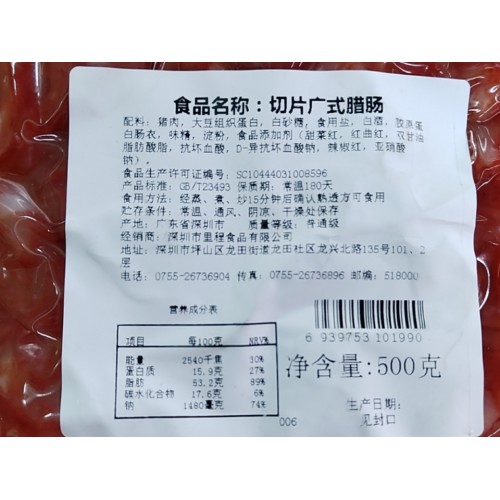 食品名称：切片广式腊肠
配料：猪肉，大豆组织蛋白，白砂糖，食用盐，白酒，胶原蛋
白肠衣，味精，淀粉，食品添加剂（甜菜红，红曲红，双甘油
脂肪酸脂，抗坏血酸，D-异抗坏血酸钠，辣椒红，亚硝酸
钠）。
食品生产许可证编号：SC10444031008596
产品标准：GB/T23493 保质期：常温180天
食用方法：经蒸、煮、炒15分钟后确认熟透方可食用
贮存条件：常温、通风、阴凉、干燥处保存
产地：广东省深圳市 质量等级：普通级
经销商：深圳市里程食品有限公司
地址：深圳市坪山区龙田街道龙田社区龙兴北路135号101、2
层
电话：0755-26736904 传真：0755-26736896 邮编：518000
营养成分表
项目 每100克 NRV%
能量 2540千焦 30%
蛋白质 15.9克 27%
脂肪 53.2克 89%
碳水化合物 17.6克 6%
钠 1480毫克 74%
6 939753 101990
净含量:500克
生产日期:
见封口
006